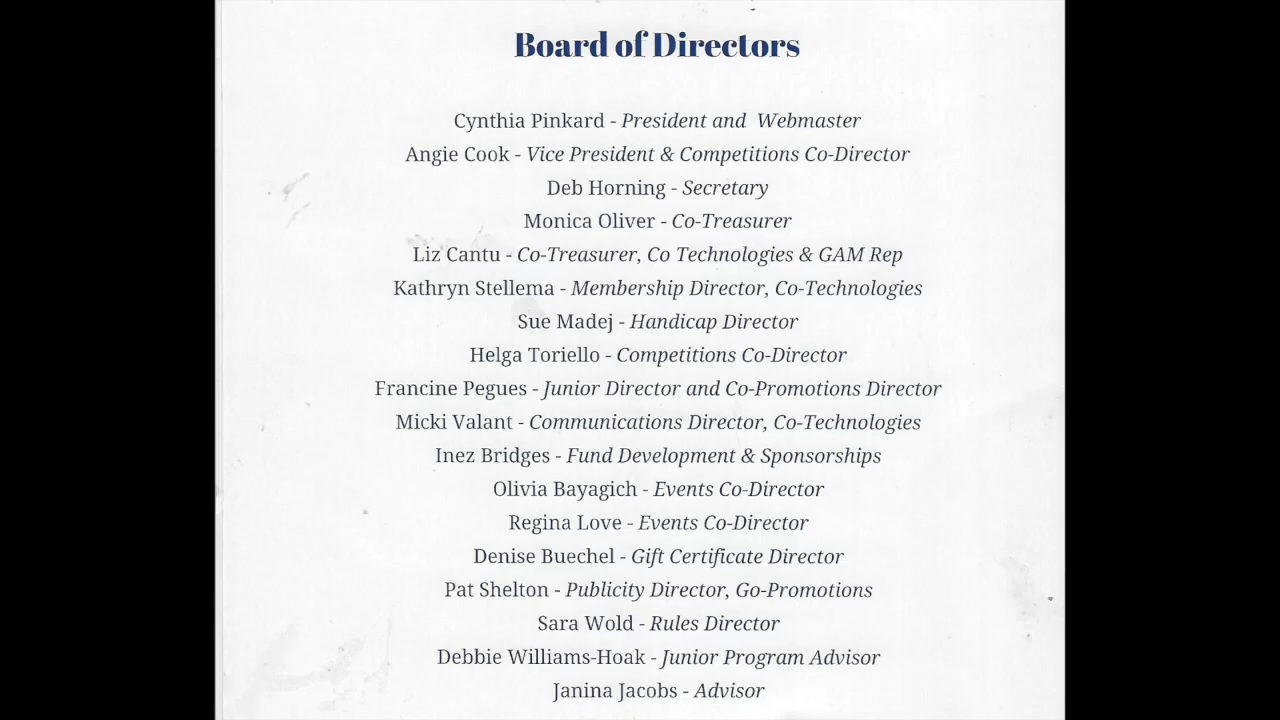 Board of Directors
Cynthia Pinkard - President and Webmaster
Angie Cook - Vice President & Competitions Co-Director
Deb Horning - Secretary
Monica Oliver - Co-Treasurer
Liz Cantu - Co-Treasurer, Co Technologies & GAM Rep
Kathryn Stellema - Membership Director, Co-Technologies
Sue Madej - Handicap Director
Helga Toriello - Competitions Co-Director
Francine Pegues - Junior Director and Co-Promotions Director
Micki Valant - Communications Director, Co-Technologies
Inez Bridges - Fund Development & Sponsorships
Olivia Bayagich - Events Co-Director
Regina Love - Events Co-Director
Denise Buechel - Gift Certificate Director
Pat Shelton - Publicity Director, Go-Promotions
Sara Wold - Rules Director
Debbie Williams-Hoak - Junior Program Advisor
Janina Jacobs - Advisor